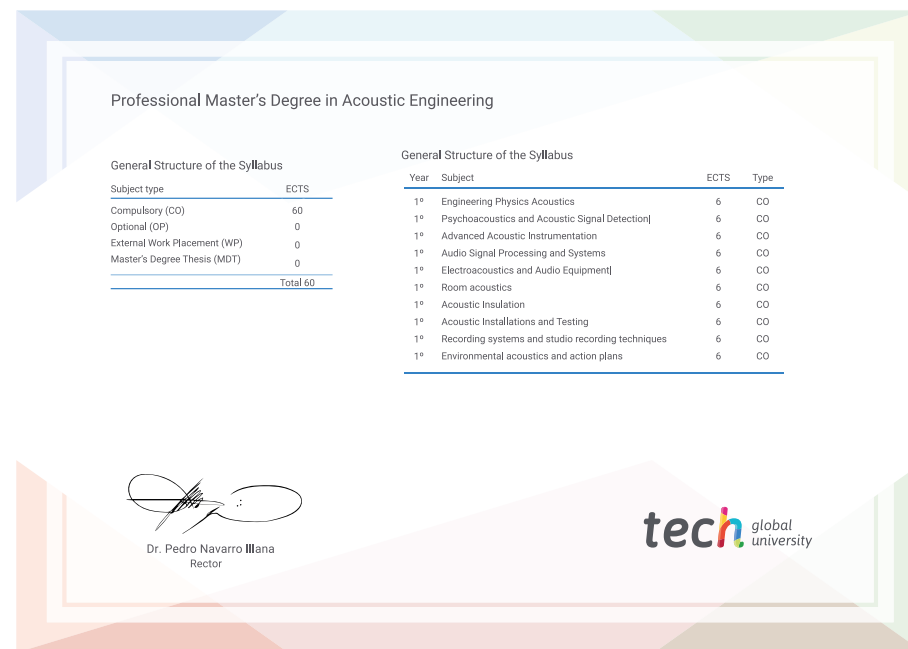 Professional Master's Degree in Acoustic Engineering
General Structure of the Syllabus
Subject type ECTS
Compulsory (CO) 60
Optional (OP) 0
External Work Placement (WP) 0
Master's Degree Thesis (MDT) 0
Total 60
General Structure of the Syllabus
Year Subject ECTS Type
1º Engineering Physics Acoustics 6 CO
1º Psychoacoustics and Acoustic Signal Detection 6 CO
1º Advanced Acoustic Instrumentation 6 CO
1º Audio Signal Processing and Systems 6 CO
1º Electroacoustics and Audio Equipment 6 CO
1º Room acoustics 6 CO
1º Acoustic Insulation 6 CO
1º Acoustic Installations and Testing 6 CO
1º Recording systems and studio recording techniques 6 CO
1º Environmental acoustics and action plans 6 CO
Dr. Pedro Navarro Illana
Rector
tech global university